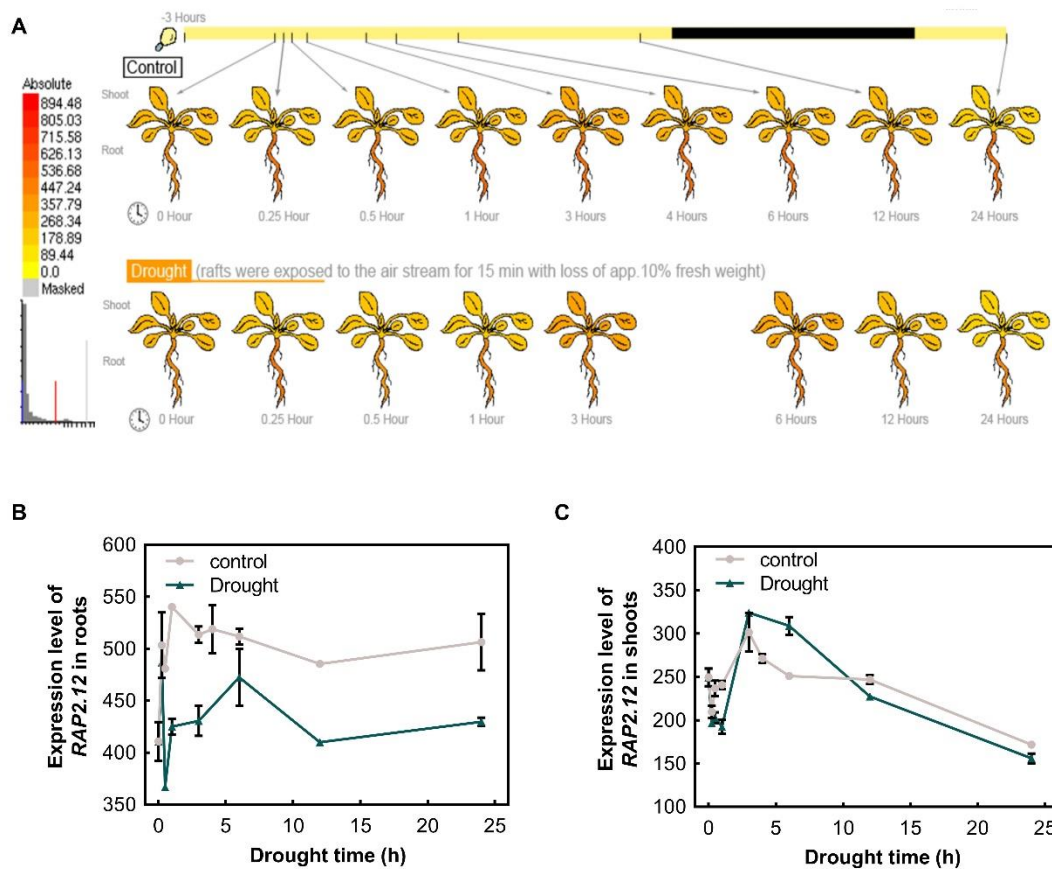 A
-3 Hours
Control
Absolute
894.48
805.03
715.58
626.13
536.68
447.24
357.79
268.34
178.89
89.44
0.0
Masked
Shoot
Root
0 Hour 0.25 Hour 0.5 Hour 1 Hour 3 Hours 4 Hours 6 Hours 12 Hours 24 Hours
Drought (rafts were exposed to the air stream for 15 min with loss of app.10% fresh weight)
Shoot
Root
0 Hour 0.25 Hour 0.5 Hour 1 Hour 3 Hours 6 Hours 12 Hours 24 Hours
B
Expression level of
RAP2.12 in roots
600
550
500
450
400
350
control
Drought
0 5 10 15 20 25
Drought time (h)
C
Expression level of
RAP2.12 in shoots
400
350
300
250
200
150
100
control
Drought
0 5 10 15 20 25
Drought time (h)